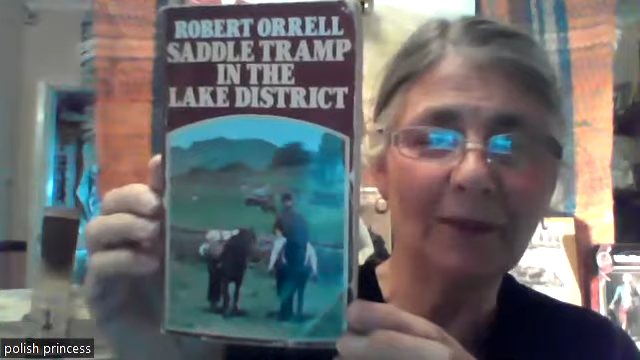 ROBERT ORRELL
SADDLE TRAMP
IN THE
LAKE DISTRICT
polish princess